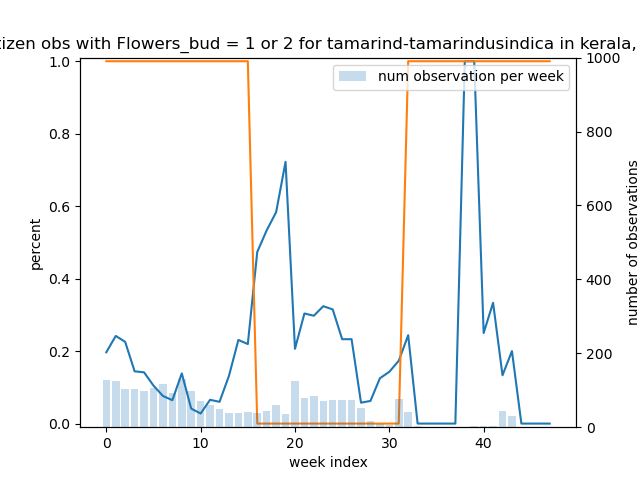 izen obs with Flowers_bud = 1 or 2 for tamarind-tamarindusindica in kerala,
num observation per week
percent
1.0
0.8
0.6
0.4
0.2
0.0
1000
800
600
400
200
0
number of observations
0 10 20 30 40
week index